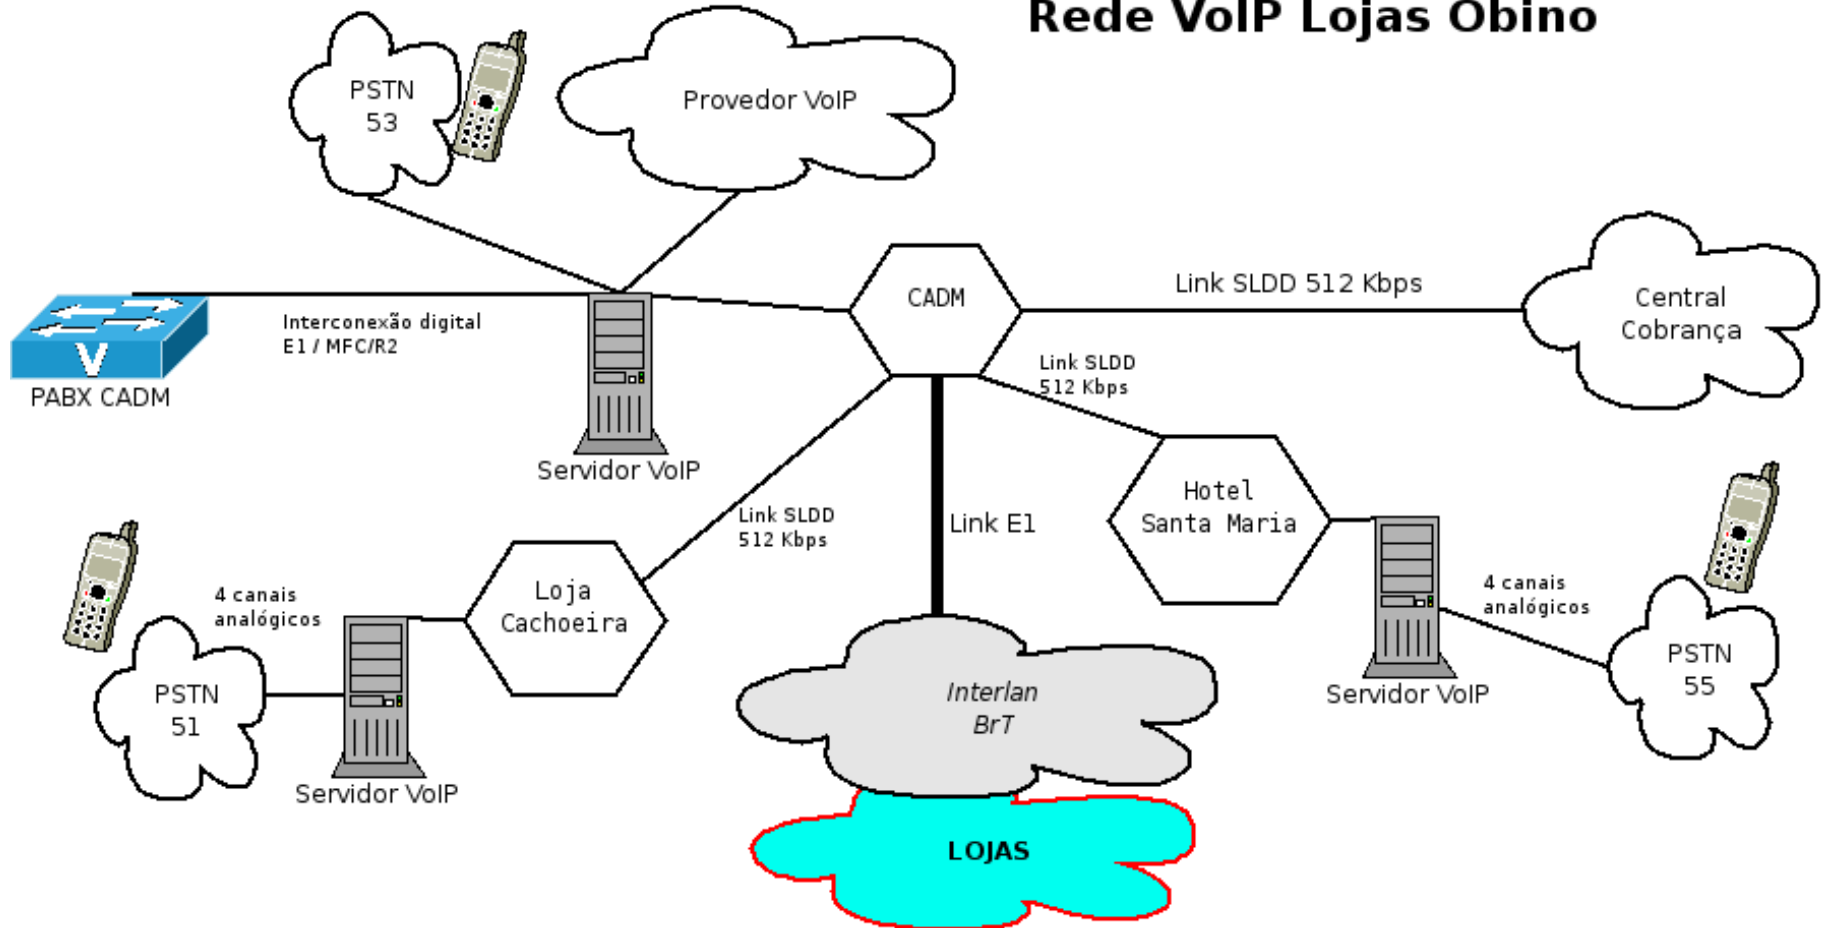 Rede VoIP Lojas Obino
PSTN
53
Provedor VoIP
CADM
Link SLDD 512 Kbps
Central
Cobrança
Interconexão digital
E1 / MFC/R2
V
PABX CADM
Servidor VoIP
Link SLDD
512 Kbps
Hotel
Santa Maria
Link SLDD
512 Kbps
Link E1
4 canais
analógicos
Loja
Cachoeira
4 canais
analógicos
PSTN
51
Servidor VoIP
Interlan
BrT
Servidor VoIP
PSTN
55
LOJAS